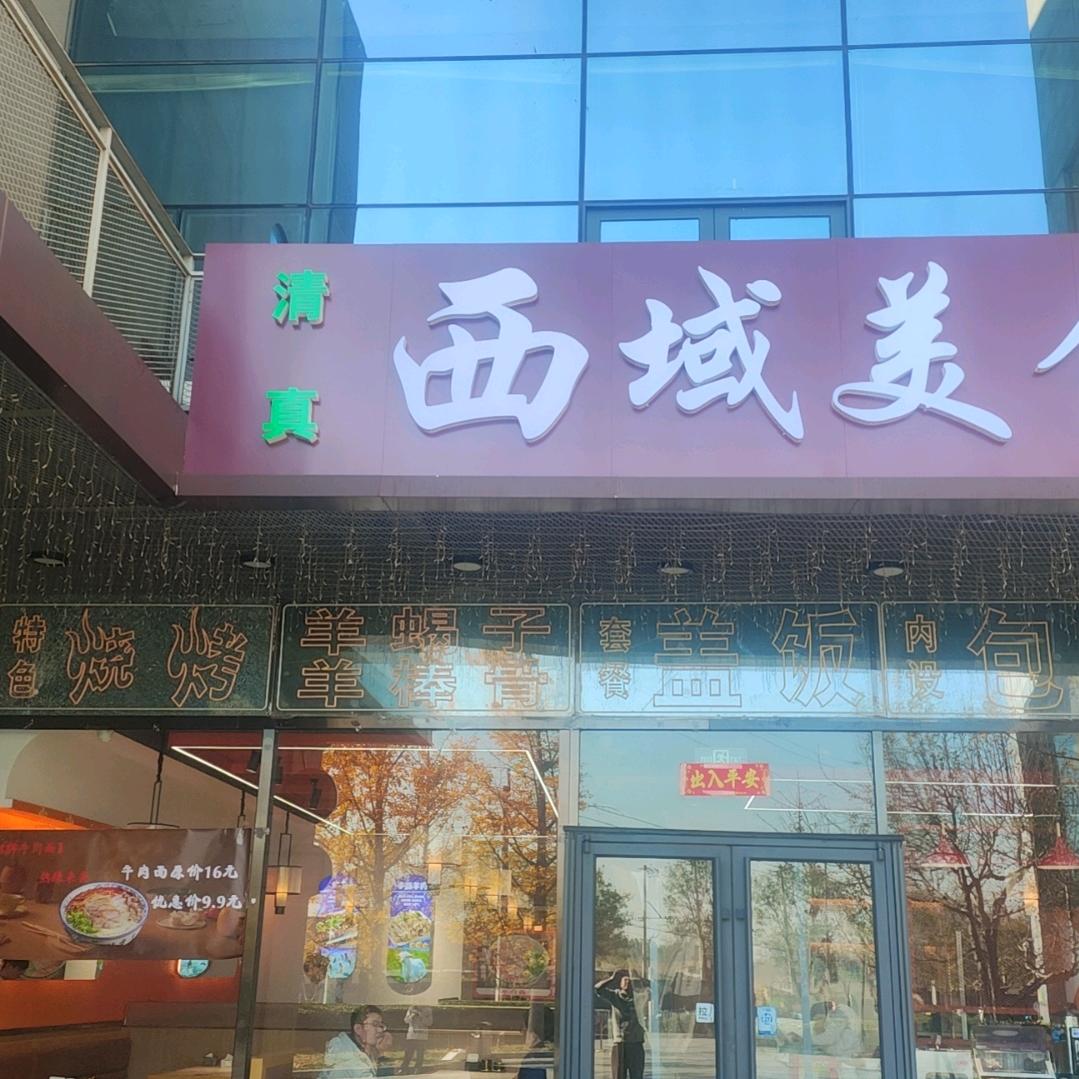 清真
西域美
特色烧烤
羊蝎子
羊棒骨
套餐盖饭
内设包
出入平安
牛肉面原价16元
优惠价9.9元
拉